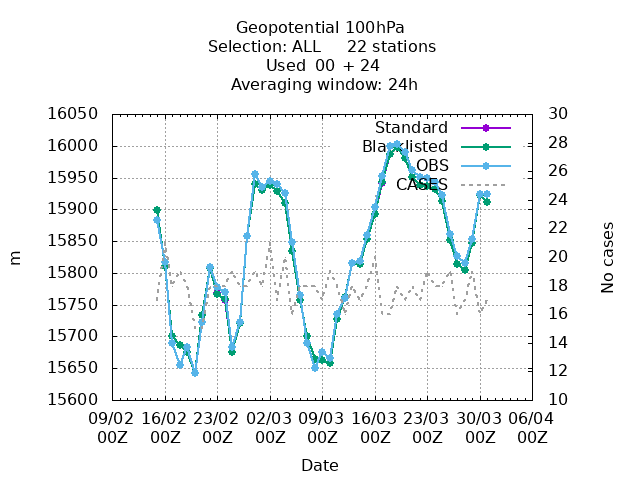 Geopotential 100hPa
Selection: ALL 22 stations
Used 00 + 24
Averaging window: 24h
16050
16000
15950
15900
15850
15800
15750
15700
15650
15600
m
30
28
26
24
22
20
18
16
14
12
10
No cases
Standard
Blacklisted
OBS
CASES
09/02 16/02 23/02 02/03 09/03 16/03 23/03 30/03 06/04
00Z 00Z 00Z 00Z 00Z 00Z 00Z 00Z 00Z
Date